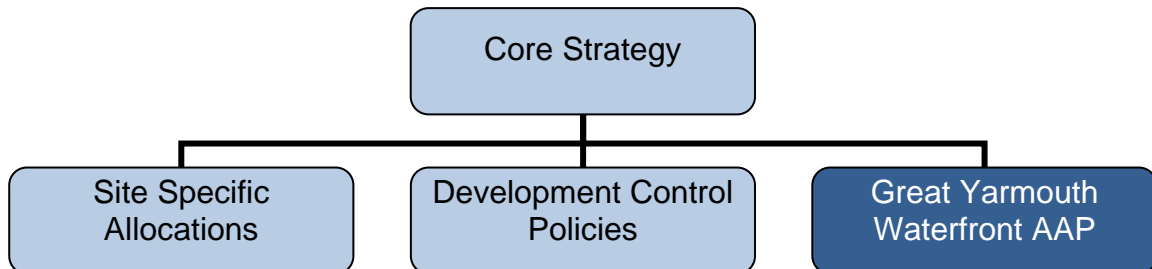 Core Strategy
Site Specific
Allocations
Development Control
Policies
Great Yarmouth
Waterfront AAP